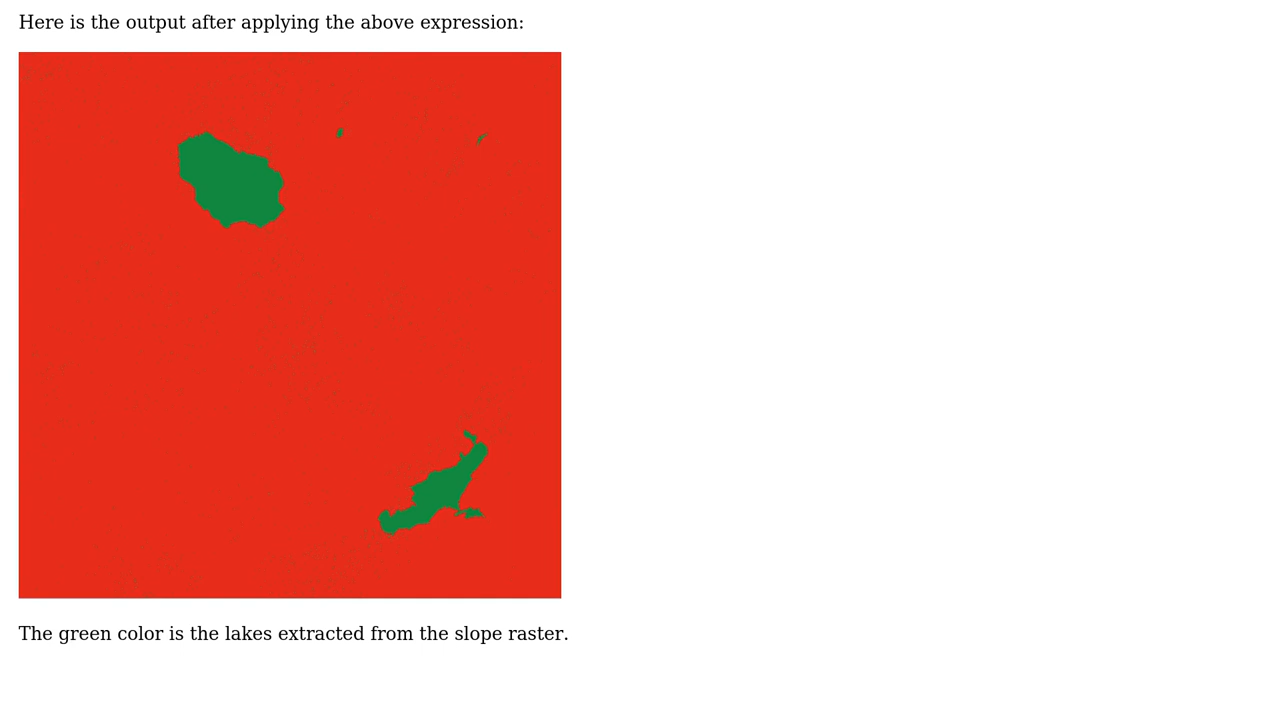 Here is the output after applying the above expression:
The green color is the lakes extracted from the slope raster.